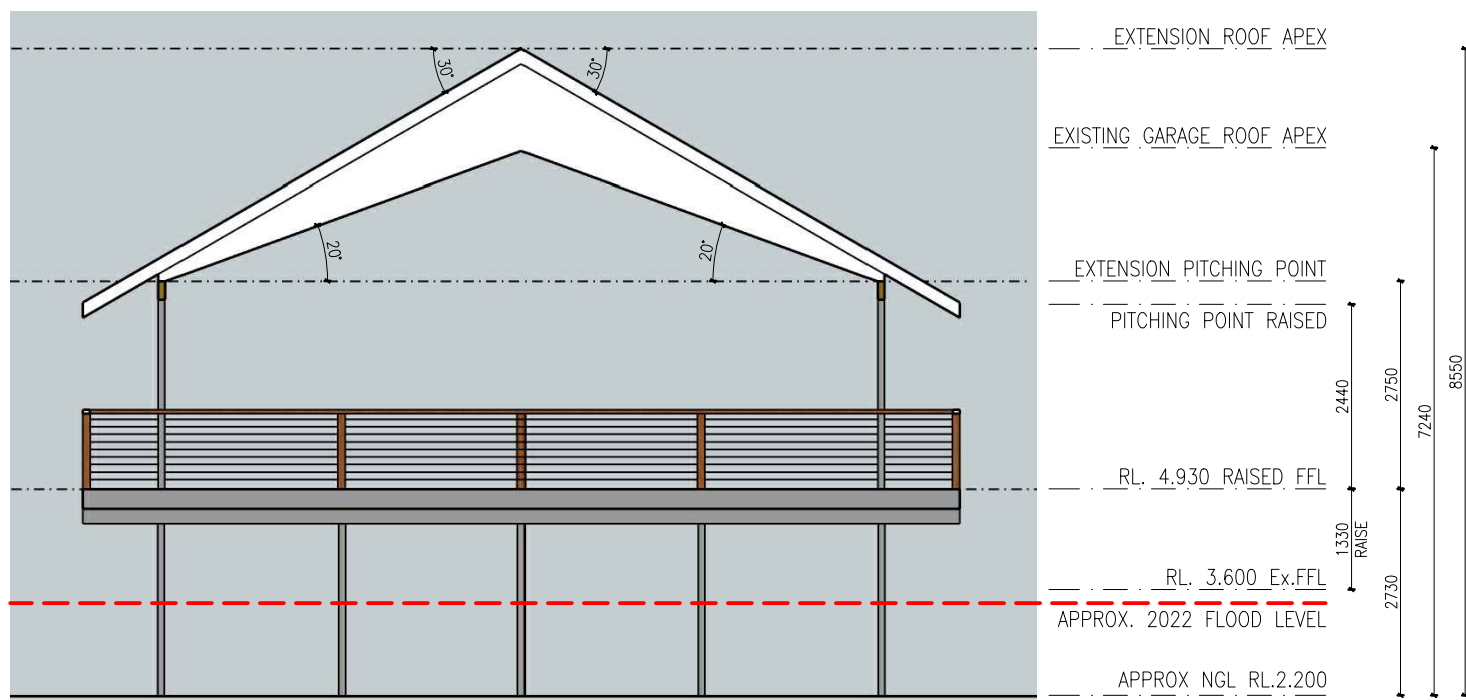 EXTENSION ROOF APEX
30°
30°
EXISTING GARAGE ROOF APEX
20°
20°
EXTENSION PITCHING POINT
PITCHING POINT RAISED
2440
2750
7240
8550
RL. 4.930 RAISED FFL
1330
RAISE
RL. 3.600 Ex.FFL
2730
APPROX. 2022 FLOOD LEVEL
APPROX NGL RL.2.200